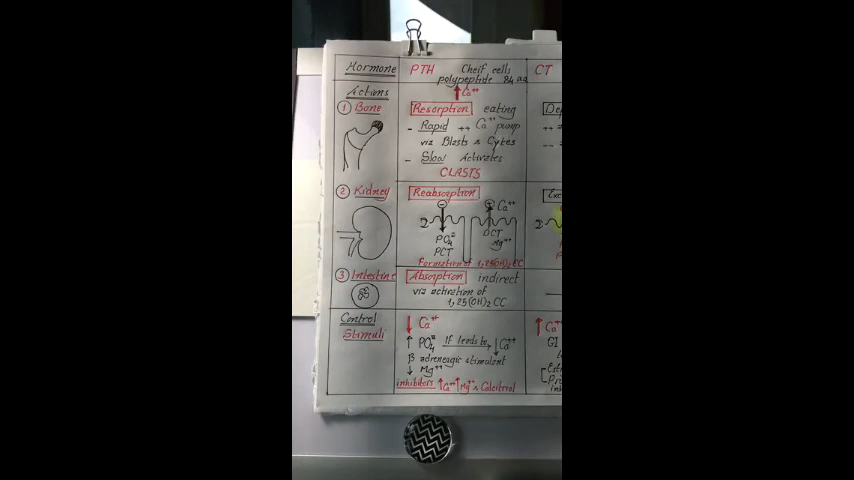 Hormone
PTH Cheif cells
polypeptide 84 aa
CT
↑ Ca++
Actions
① Bone
Resorption eating
- Rapid ++ Ca++ pump
via Blasts & Cytes
- Slow Activates
CLASTS
② Kidney
Reabsorption
⊖ ⊕ Ca++
PO4= DCT
PCT Mg++
Formation of 1,25(OH)2 CC
③ Intestine
Absorption indirect
via activation of
1,25(OH)2 CC
Control
Stimuli
↓ Ca++
↑ PO4= If leads to ↓ Ca++
β adrenergic stimulant
↓ Mg++
inhibitors ↑ Ca++ ↑ Mg++ & Calcitrol
↑ Ca++
GI